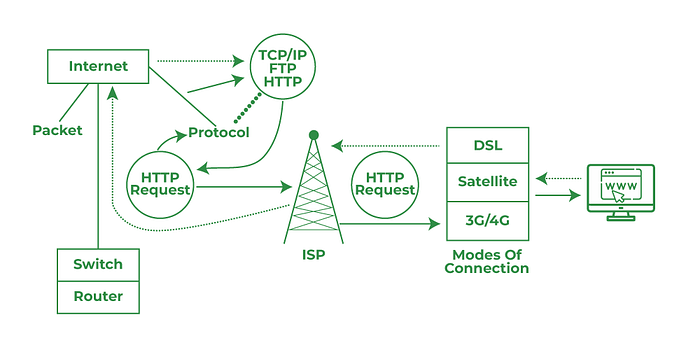 Internet
TCP/IP
FTP
HTTP
Packet
Protocol
HTTP
Request
ISP
HTTP
Request
DSL
Satellite
3G/4G
Modes Of
Connection
WWW
Switch
Router